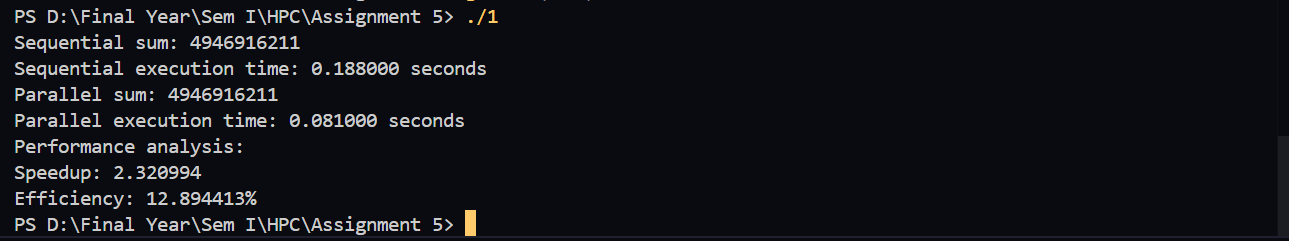 PS D:\Final Year\Sem I\HPC\Assignment 5> ./1
Sequential sum: 4946916211
Sequential execution time: 0.188000 seconds
Parallel sum: 4946916211
Parallel execution time: 0.081000 seconds
Performance analysis:
Speedup: 2.320994
Efficiency: 12.894413%
PS D:\Final Year\Sem I\HPC\Assignment 5>